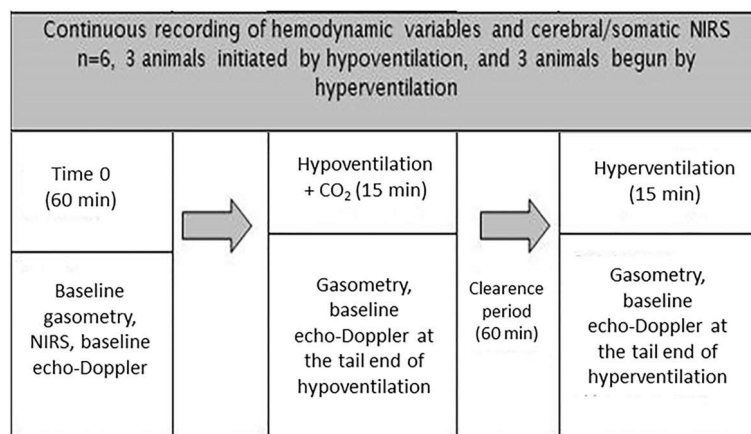 Continuous recording of hemodynamic variables and cerebral/somatic NIRS
n=6, 3 animals initiated by hypoventilation, and 3 animals begun by
hyperventilation
Time 0
(60 min)
Baseline
gasometry,
NIRS, baseline
echo-Doppler
Hypoventilation
+ CO₂ (15 min)
Gasometry,
baseline
echo-Doppler at
the tail end of
hypoventilation
Clearence
period
(60 min)
Hyperventilation
(15 min)
Gasometry,
baseline
echo-Doppler at
the tail end of
hyperventilation